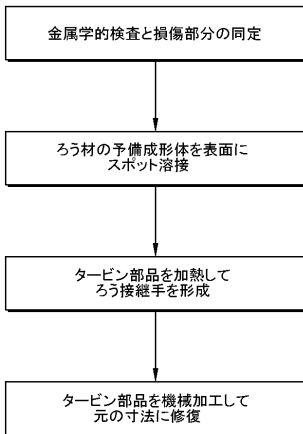 金属学的検査と損傷部分の同定
ろう材の予備成形体を表面に
スポット溶接
タービン部品を加熱して
ろう接継手を形成
タービン部品を機械加工して
元の寸法に修復